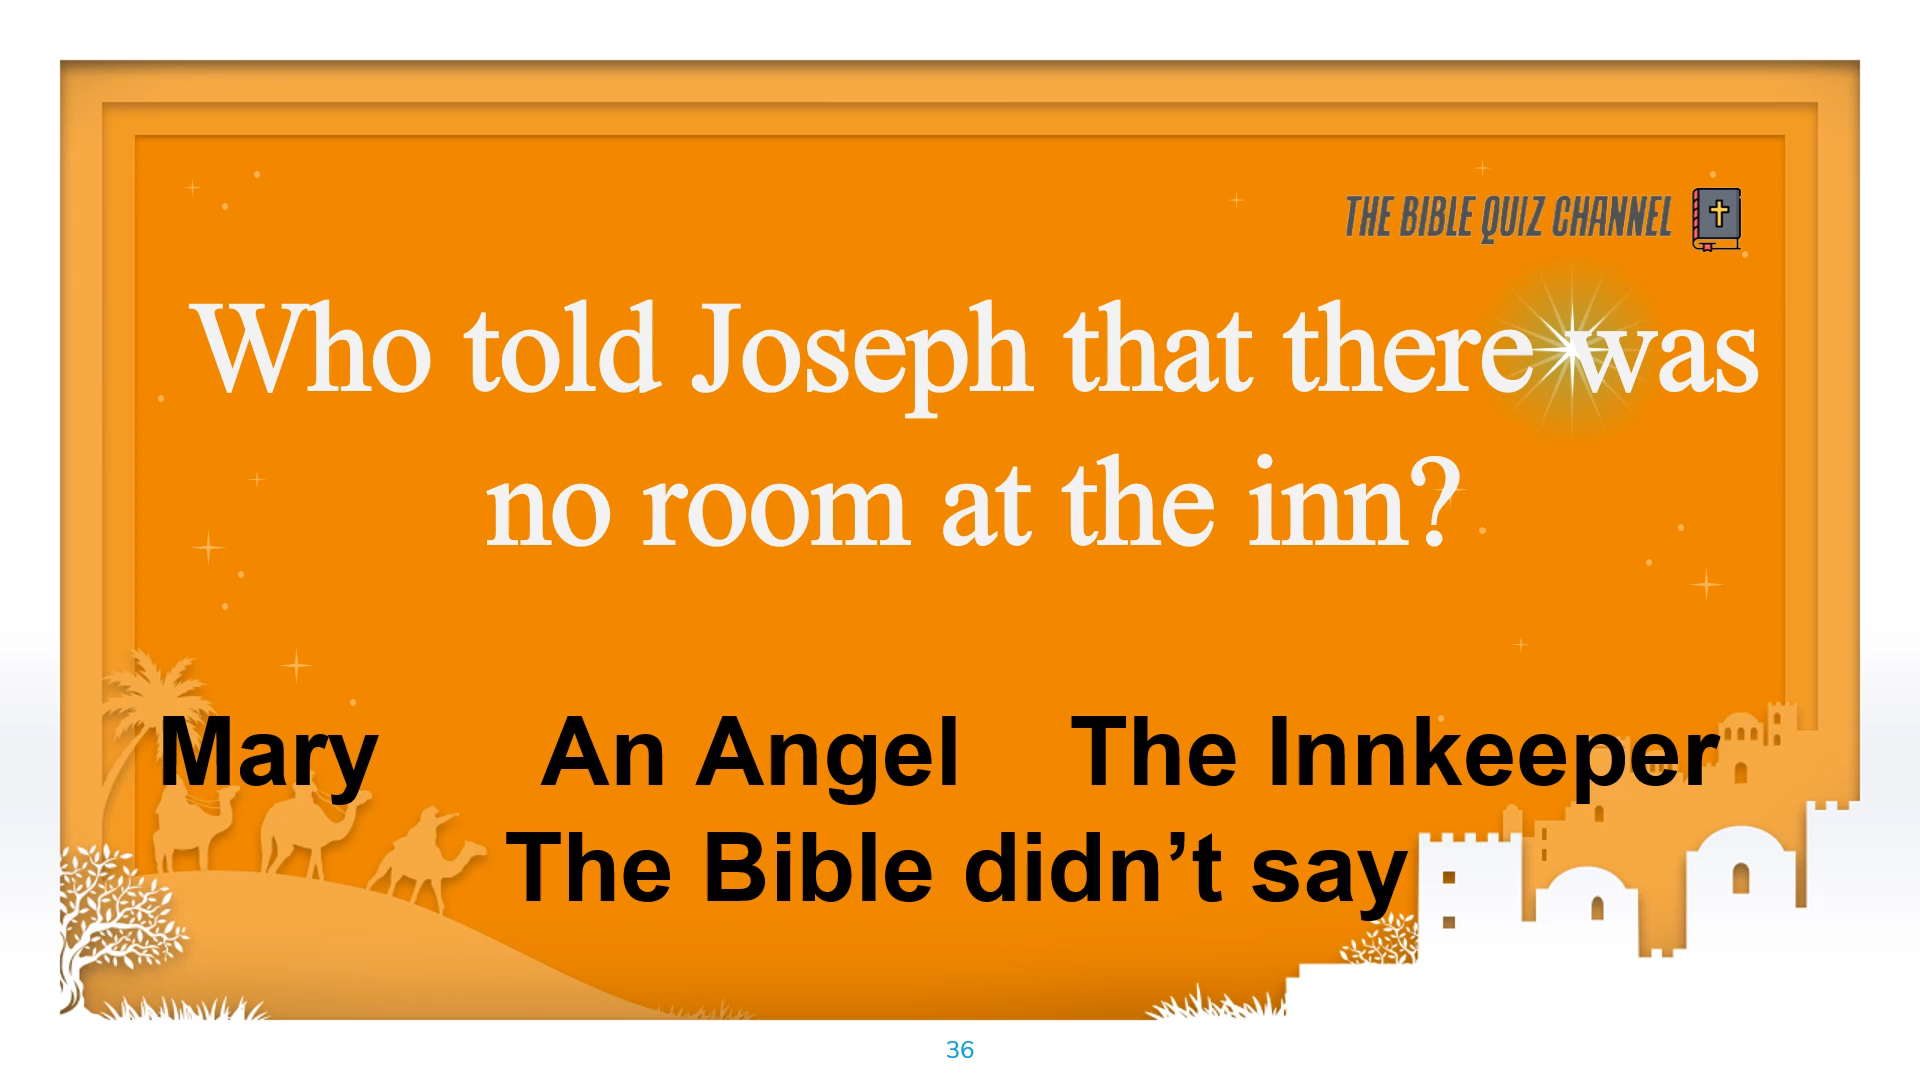 THE BIBLE QUIZ CHANNEL
Who told Joseph that there was
no room at the inn?
Mary An Angel The Innkeeper
The Bible didn’t say
36